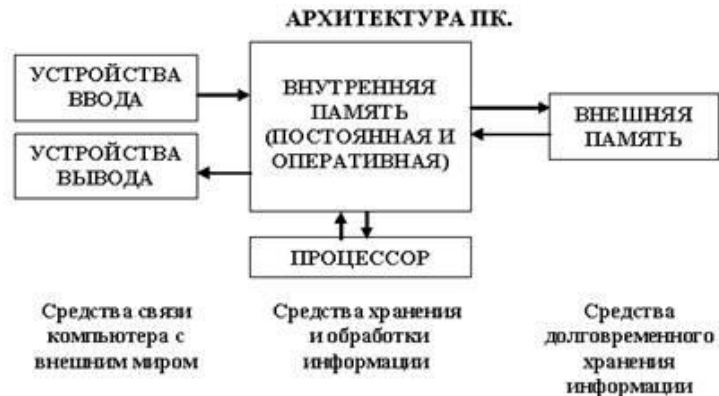 АРХИТЕКТУРА ПК.
УСТРОЙСТВА
ВВОДА
УСТРОЙСТВА
ВЫВОДА
ВНУТРЕННЯЯ
ПАМЯТЬ
(ПОСТОЯННАЯ И
ОПЕРАТИВНАЯ)
ВНЕШНЯЯ
ПАМЯТЬ
ПРОЦЕССОР
Средства связи
компьютера с
внешним миром
Средства хранения
и обработки
информации
Средства
долговременного
хранения
информации